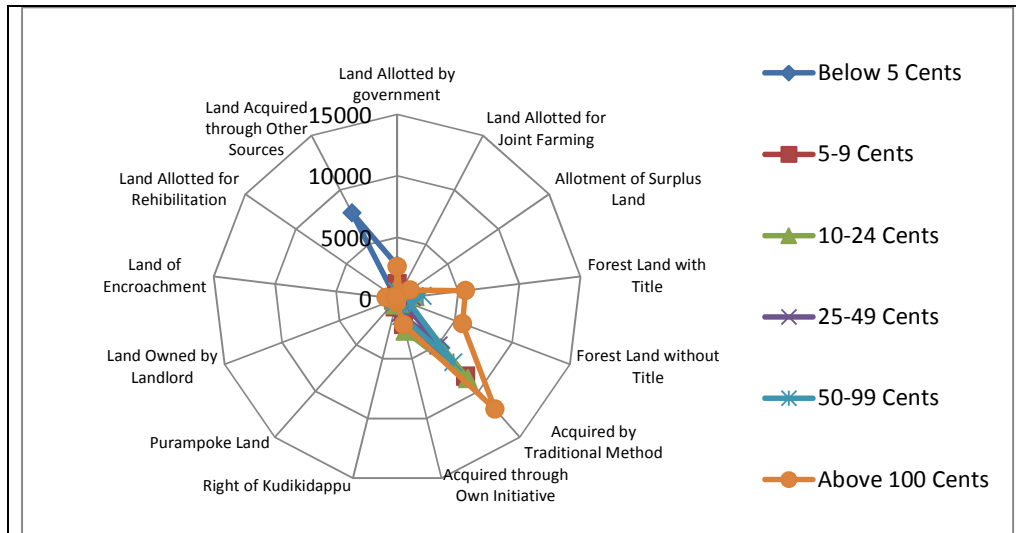 Land Allotted by
government
Land Allotted for
Joint Farming
Allotment of Surplus
Land
Forest Land with
Title
Forest Land without
Title
Acquired by
Traditional Method
Acquired through
Own Initiative
Right of Kudikidappu
Purampoke Land
Land Owned by
Landlord
Land of
Encroachment
Land Allotted for
Rehibilitation
Land Acquired
through Other
Sources
15000
10000
5000
0
Below 5 Cents
5-9 Cents
10-24 Cents
25-49 Cents
50-99 Cents
Above 100 Cents